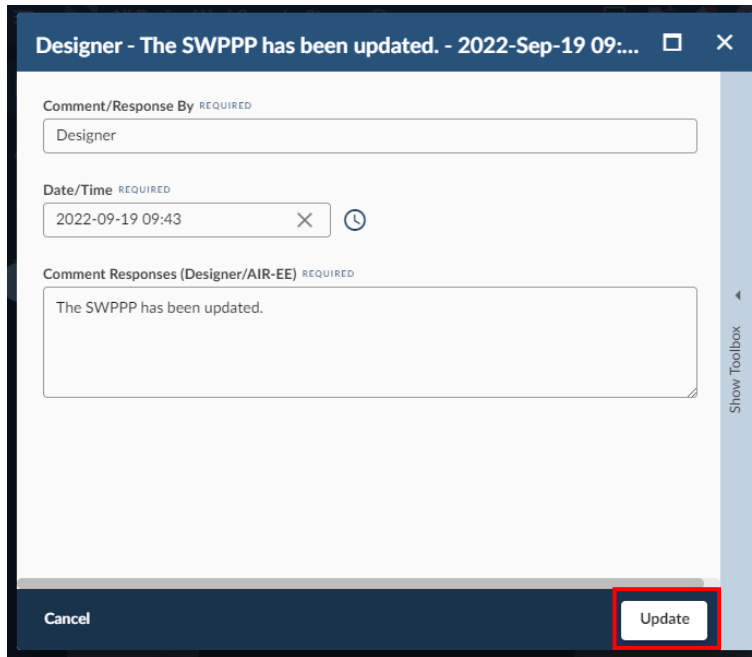 Designer - The SWPPP has been updated. - 2022-Sep-19 09:...
Comment/Response By REQUIRED
Designer
Date/Time REQUIRED
2022-09-19 09:43
Comment Responses (Designer/AIR-EE) REQUIRED
The SWPPP has been updated.
Show Toolbox
Cancel
Update